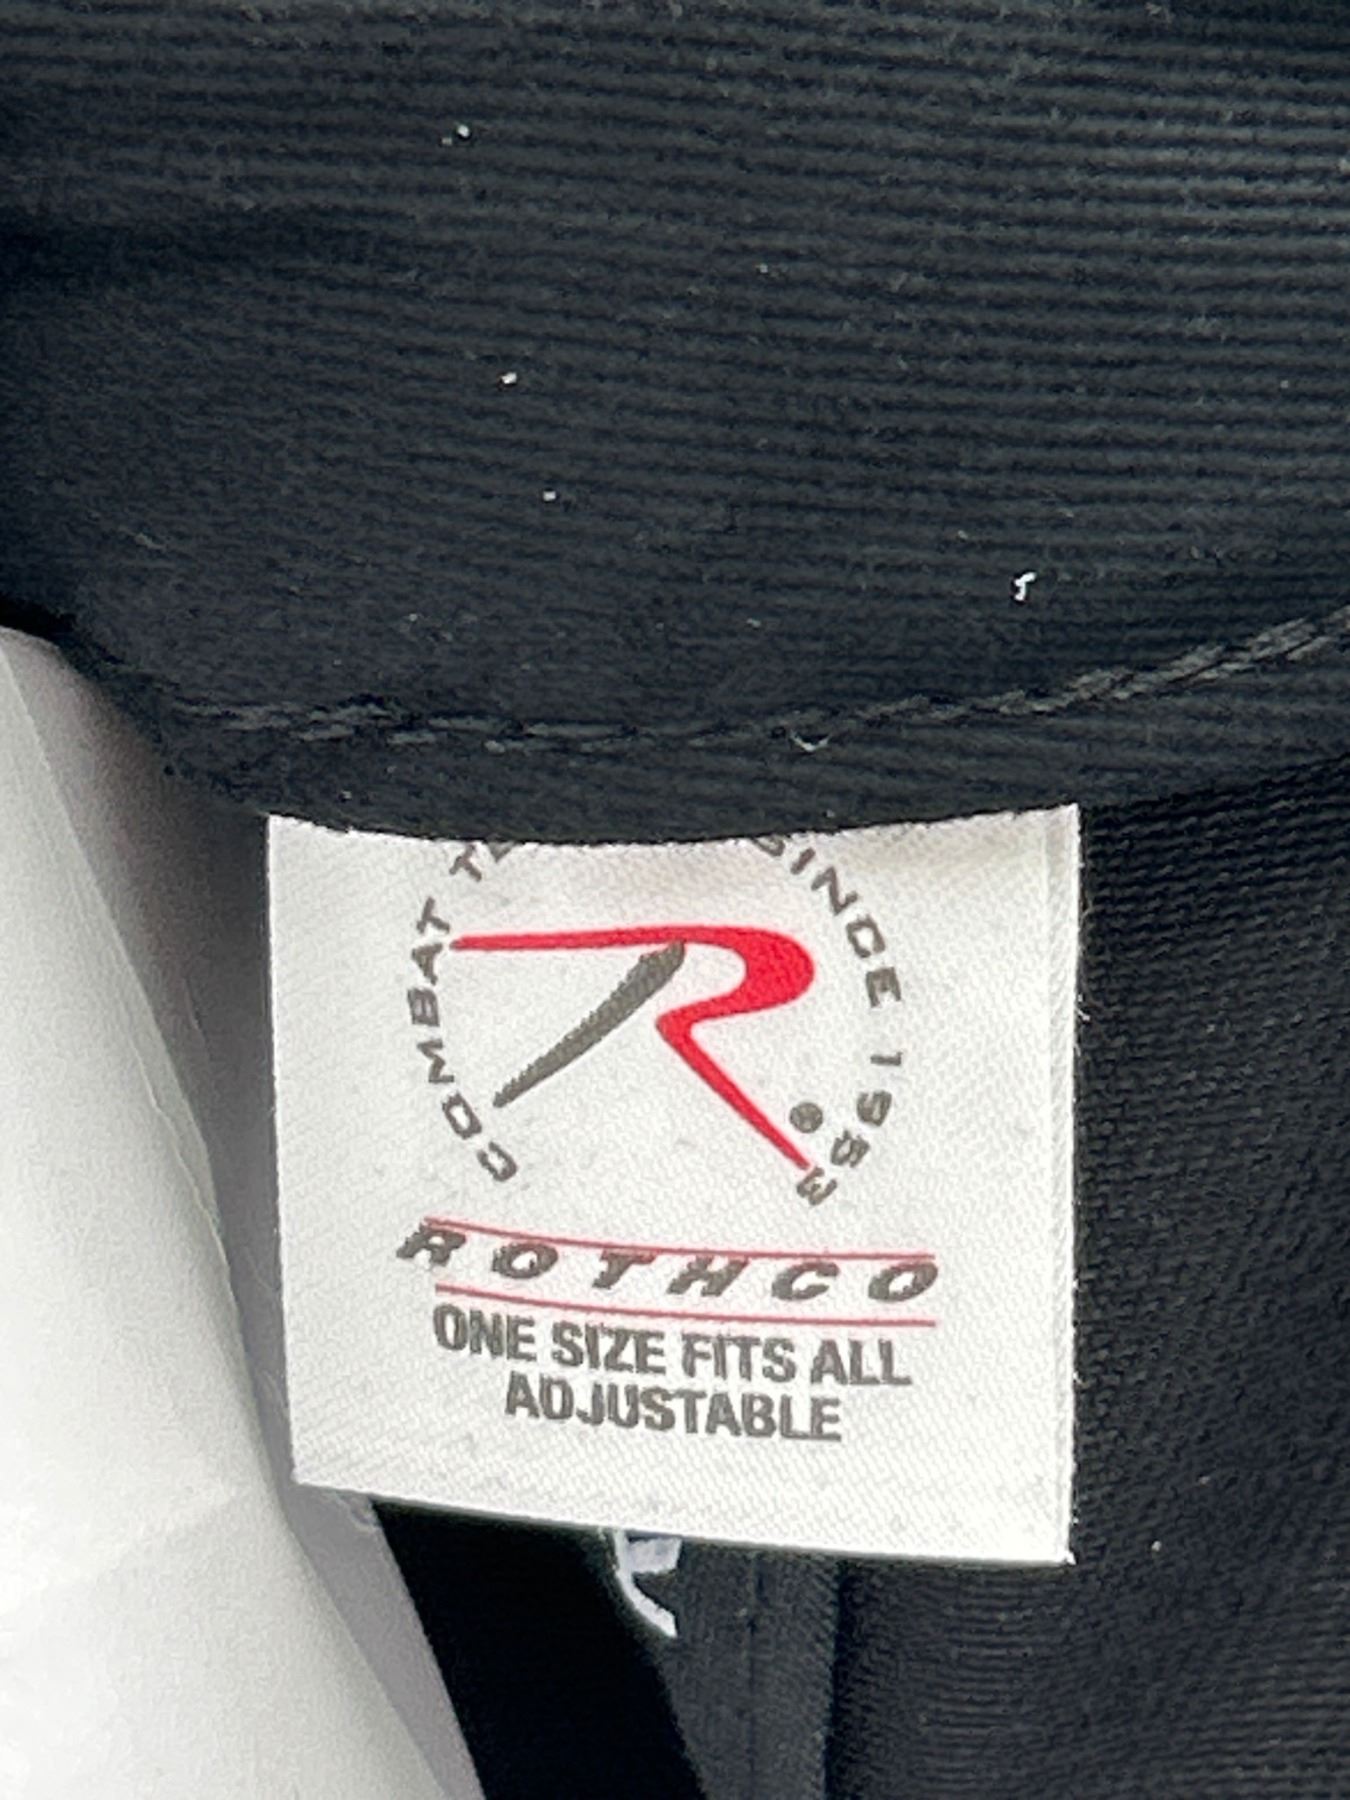 COMBAT
SINCE 1953
R
®
ROTHCO
ONE SIZE FITS ALL
ADJUSTABLE